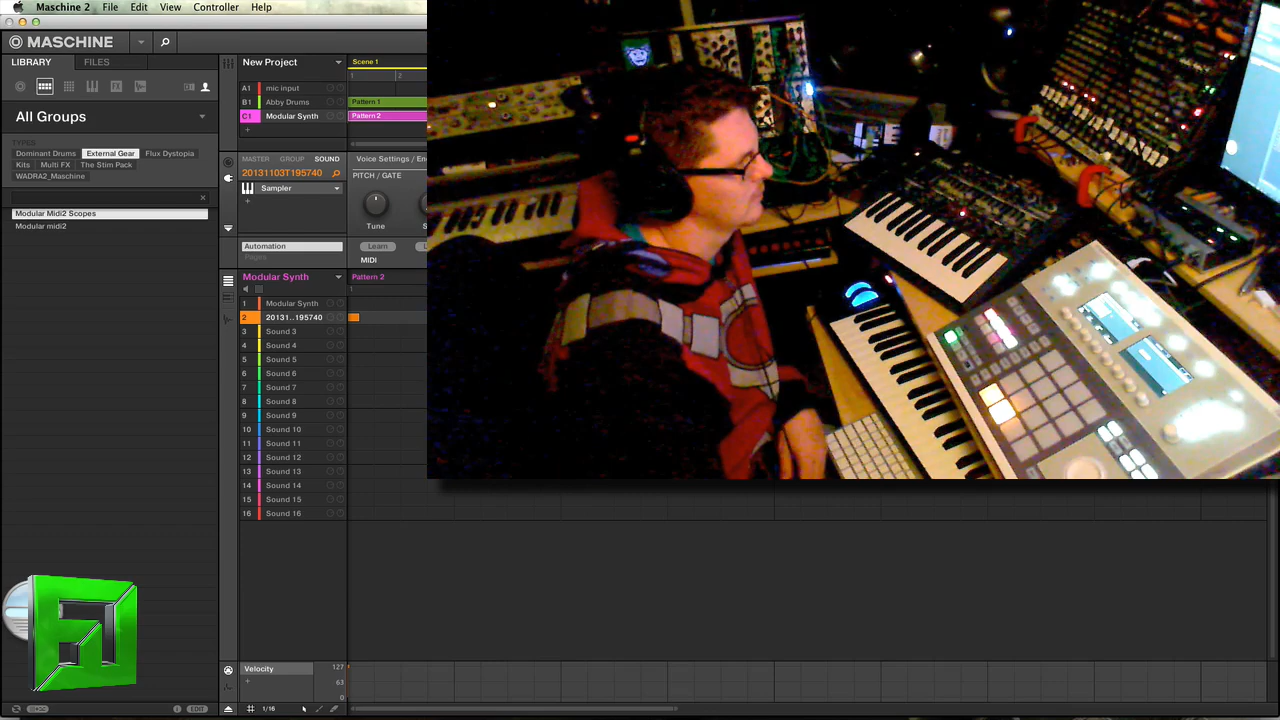 Maschine 2 File Edit View Controller Help
MASCHINE
LIBRARY FILES
All Groups
TYPES
Dominant Drums External Gear Flux Dystopia
Kits Multi FX The Stim Pack
WADRA2_Maschine
Modular Midi2 Scopes
Modular midi2
EDIT
New Project Scene 1
1 2
A1 mic input
B1 Abby Drums Pattern 1
C1 Modular Synth Pattern 2
MASTER GROUP SOUND Voice Settings / En
20131103T195740 PITCH / GATE
Sampler
Tune
Automation Learn
Pages MIDI
Modular Synth Pattern 2
1
1 Modular Synth
2 20131..195740
3 Sound 3
4 Sound 4
5 Sound 5
6 Sound 6
7 Sound 7
8 Sound 8
9 Sound 9
10 Sound 10
11 Sound 11
12 Sound 12
13 Sound 13
14 Sound 14
15 Sound 15
16 Sound 16
Velocity 127
63
0
1/16